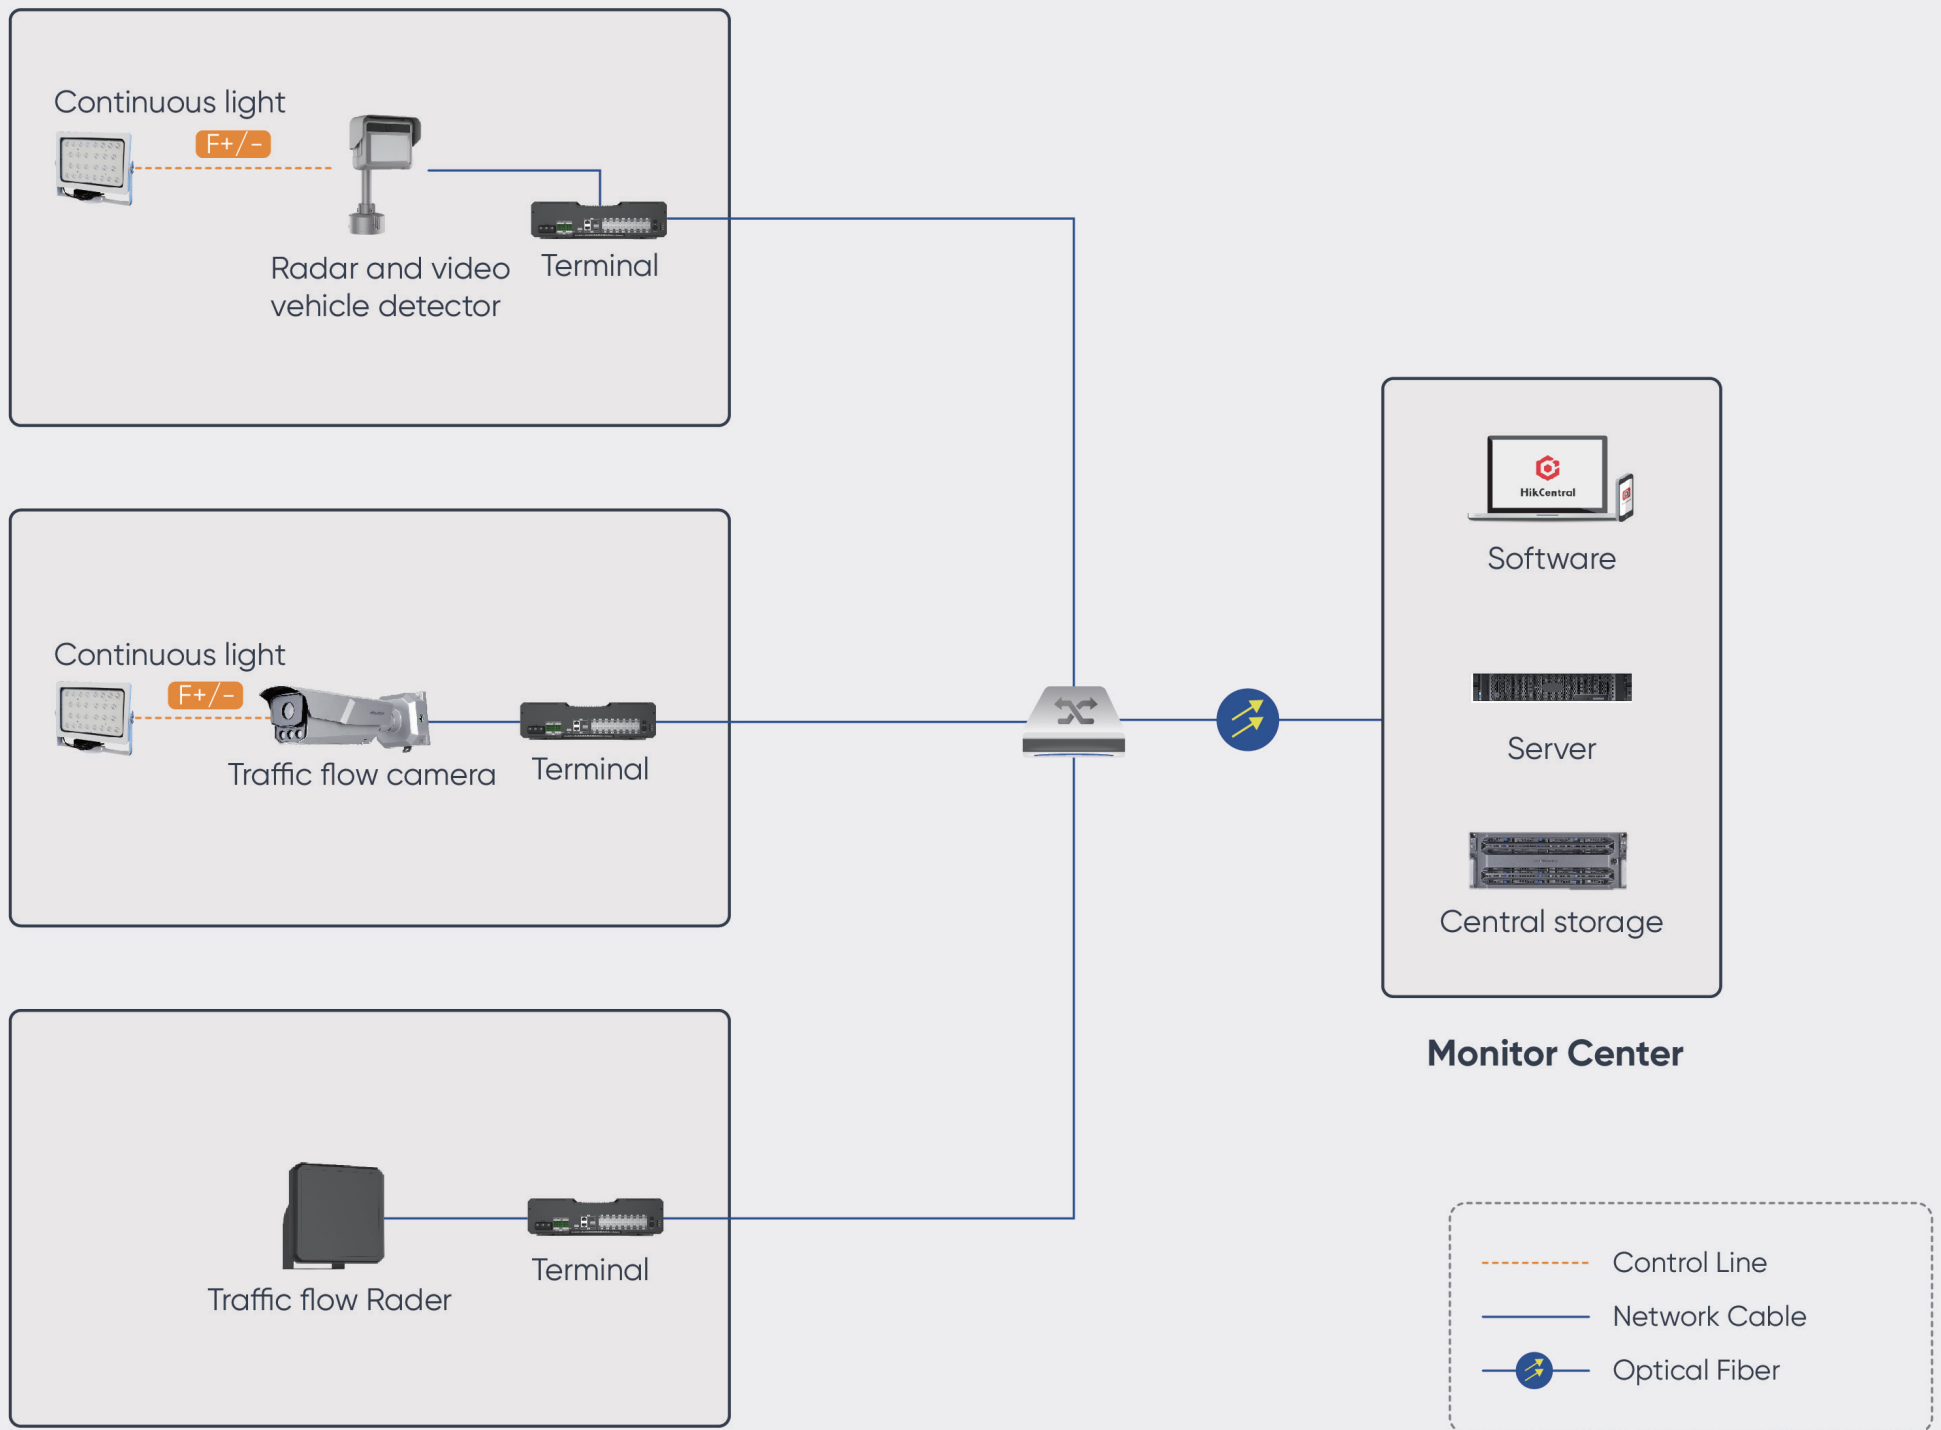 Continuous light
F+/-
Radar and video
vehicle detector
Terminal
Continuous light
F+/-
Traffic flow camera
Terminal
Traffic flow Rader
Terminal
HikCentral
Software
Server
Central storage
Monitor Center
Control Line
Network Cable
Optical Fiber